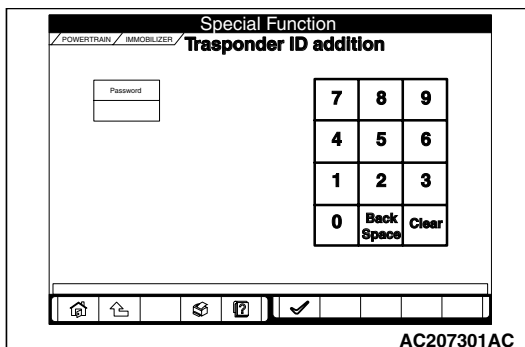 Special Function
POWERTRAIN / IMMOBILIZER
Trasponder ID addition
Password
7 8 9
4 5 6
1 2 3
0 Back Space Clear
AC207301AC